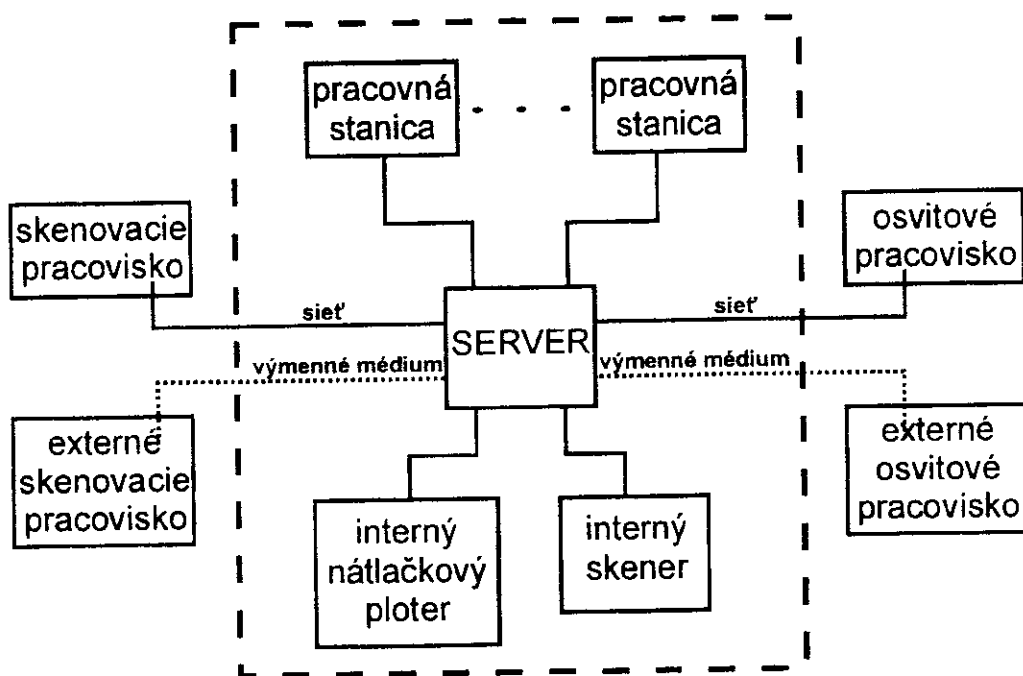 pracovná
stanica
pracovná
stanica
skenovacie
pracovisko
osvitové
pracovisko
sieť
SERVER
sieť
výmenné médium
výmenné médium
externé
skenovacie
pracovisko
externé
osvitové
pracovisko
interný
nátlačkový
ploter
interný
skener